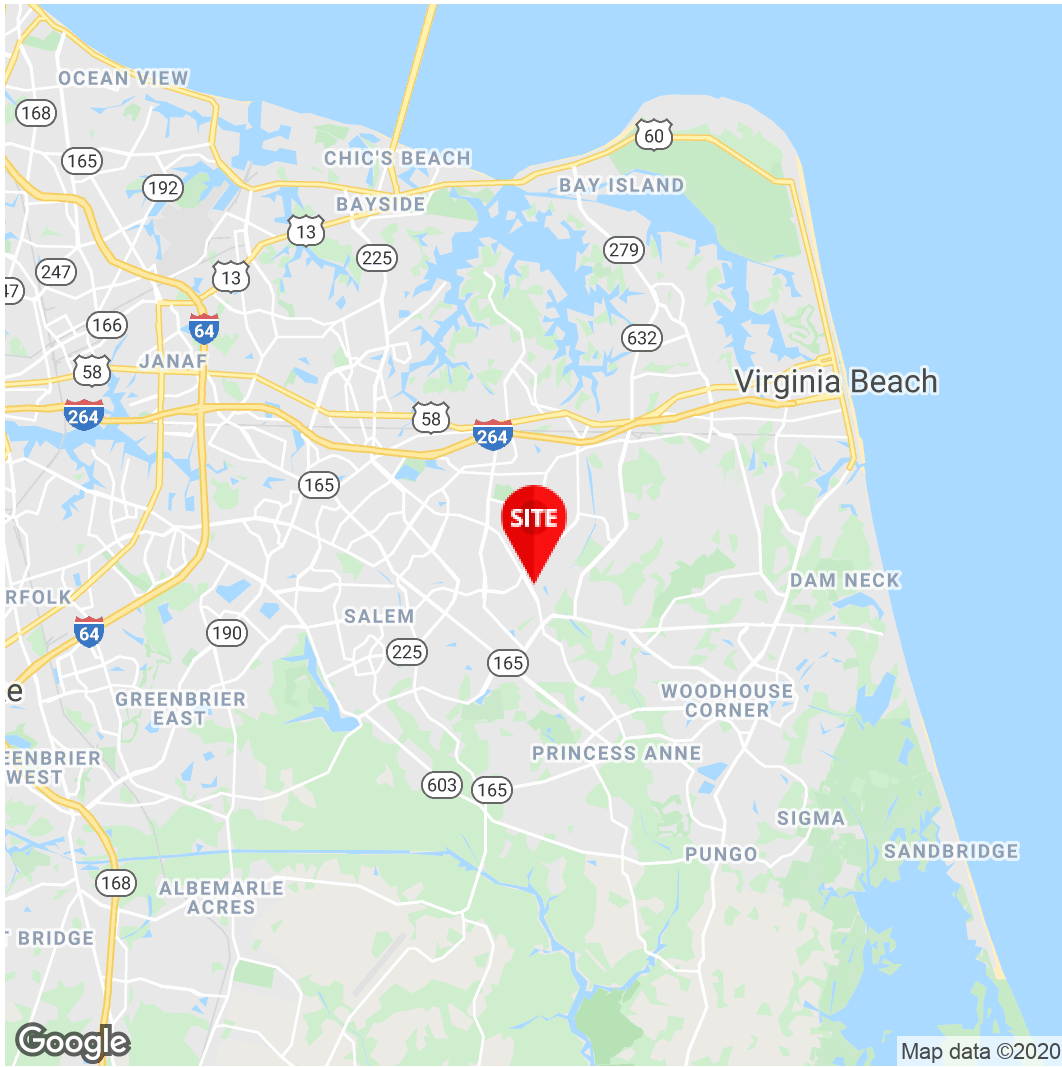 OCEAN VIEW
168
60
165
CHIC'S BEACH
192
BAY ISLAND
BAYSIDE
13
279
225
247
13
47
166
64
632
JANAF
58
Virginia Beach
264
58
264
165
SITE
DAM NECK
RFOLK
SALEM
64
190
225
165
e
WOODHOUSE
CORNER
GREENBRIER
EAST
PRINCESS ANNE
EENBRIER
WEST
603
165
SIGMA
PUNGO
SANDBRIDGE
168
ALBEMARLE
ACRES
T BRIDGE
Google
Map data ©2020